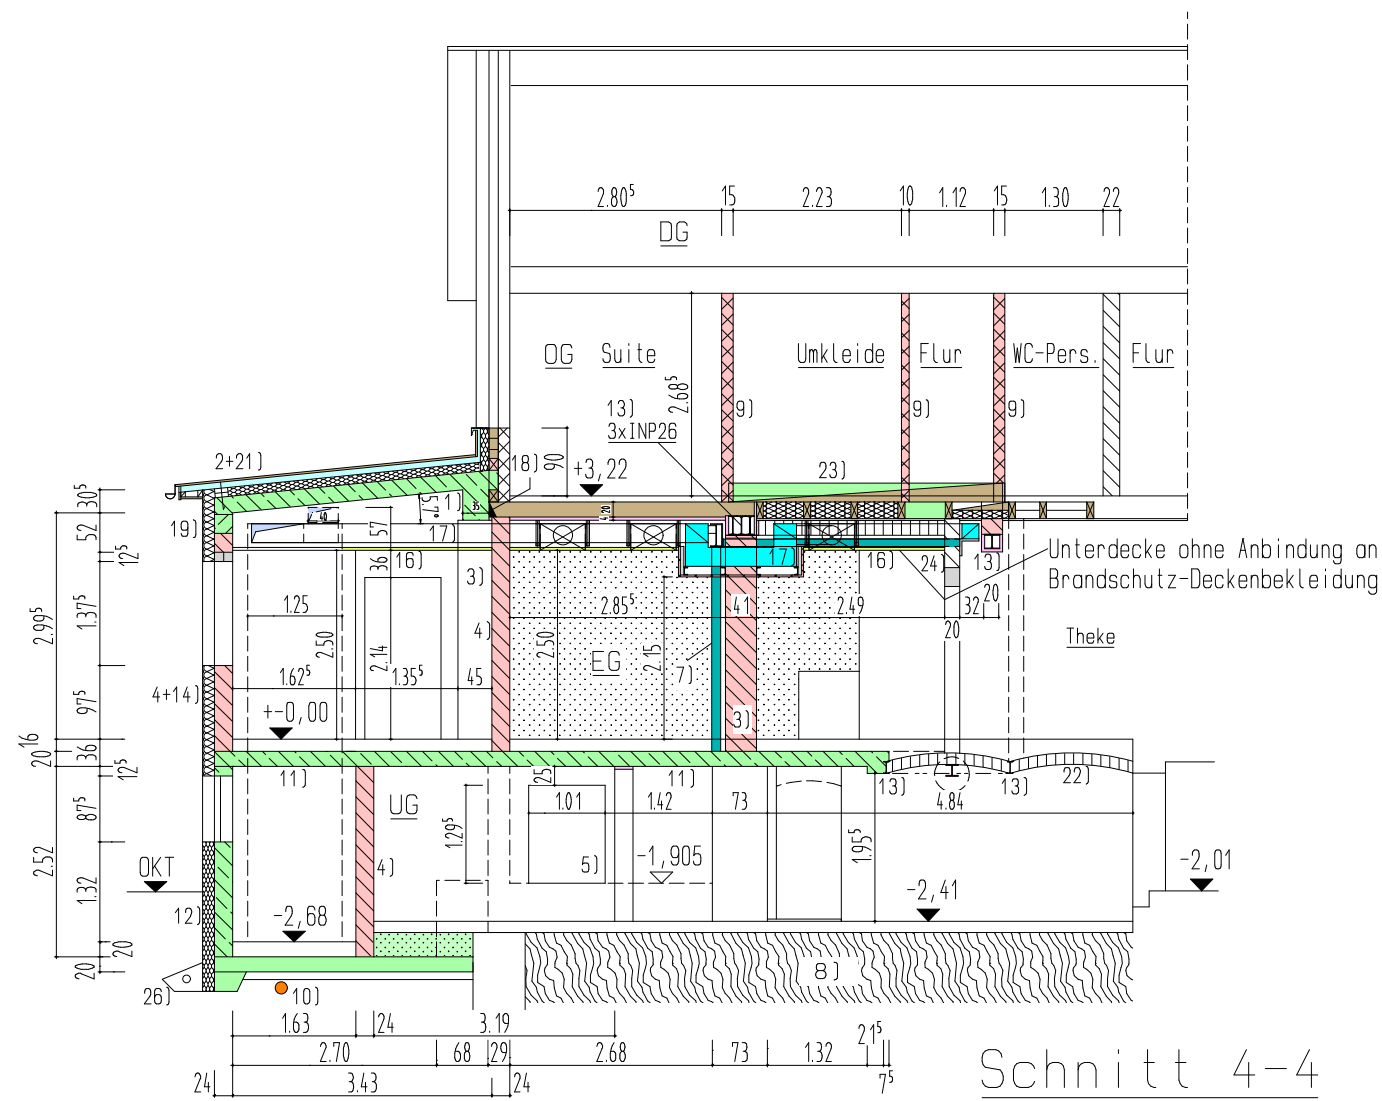 2.80⁵ 15 2.23 10 1.12 15 1.30 22
DG
OG Suite Umkleide Flur WC-Pers. Flur
2.68⁵
13) 9) 9) 9)
3xINP26
2+21) 18) 90 +3,22 23)
30⁵
19) 52 57 17) 35 4/20 17)
12⁵ 36 16) 3) 16) 24) 13)
Unterdecke ohne Anbindung an
Brandschutz-Deckenbekleidung
1.25 2.85⁵ 41 2.49 32 20
20
2.99⁵ 1.37⁵ 2.50 2.14 4) 2.50 EG 2.15 7) Theke
4+14) 1.62⁵ 1.35⁵ 45
97⁵ +-0,00 3)
16
20 36
12⁵ 11) 25 11) 13) 13) 22)
87⁵ UG 1.29⁵ 1.01 1.42 73 4.84
2.52 1.95⁵
OKT 4) 5) -1,905 -2,01
1.32 -2,41
12) -2,68
20 20
8)
26) 10)
1.63 24 3.19
21⁵
2.70 68 29 2.68 73 1.32
7⁵
24 3.43 24
Schnitt 4-4